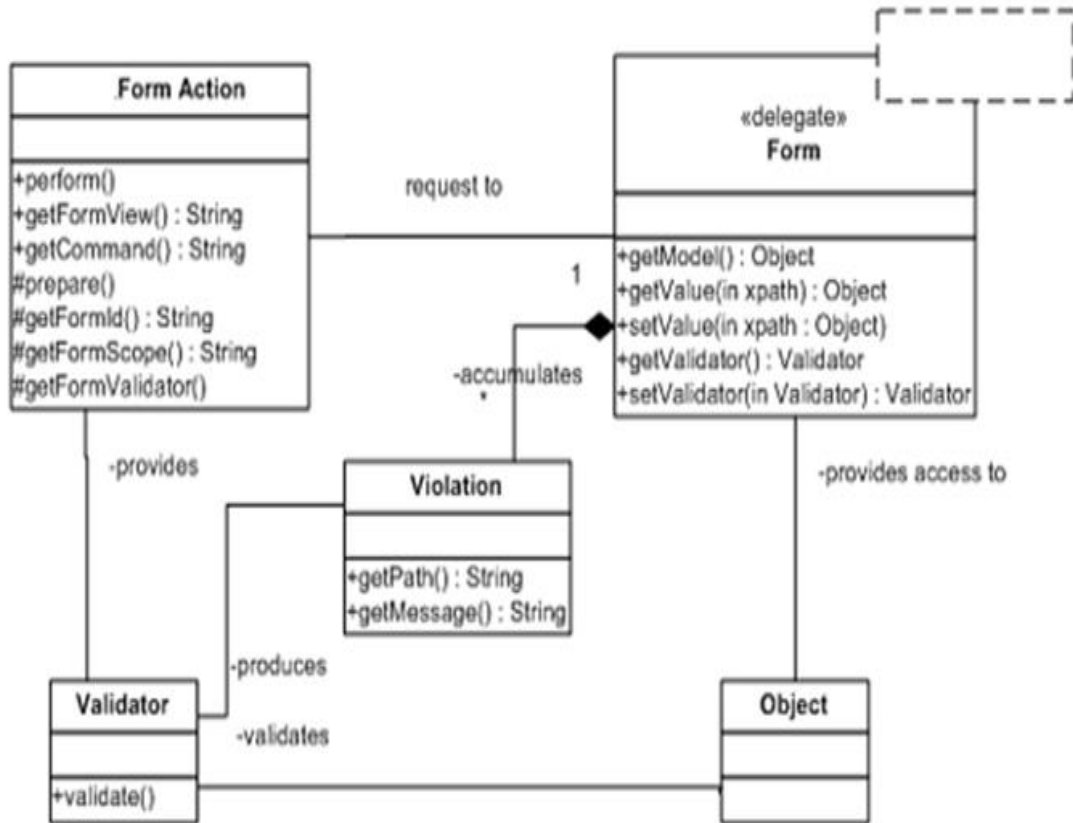 Form Action
+perform()
+getFormView() : String
+getCommand() : String
#prepare()
#getFormId() : String
#getFormScope() : String
#getFormValidator()
request to
«delegate»
Form
+getModel() : Object
+getValue(in xpath) : Object
+setValue(in xpath : Object)
+getValidator() : Validator
+setValidator(in Validator) : Validator
1
-accumulates
*
-provides
Violation
+getPath() : String
+getMessage() : String
-provides access to
-produces
-validates
Validator
+validate()
Object